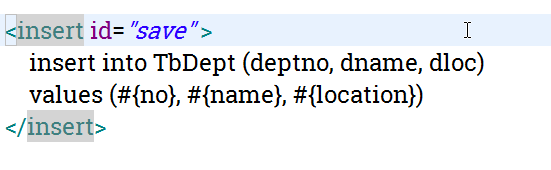 <insert id="save">
insert into TbDept (deptno, dname, dloc)
values (#{no}, #{name}, #{location})
</insert>